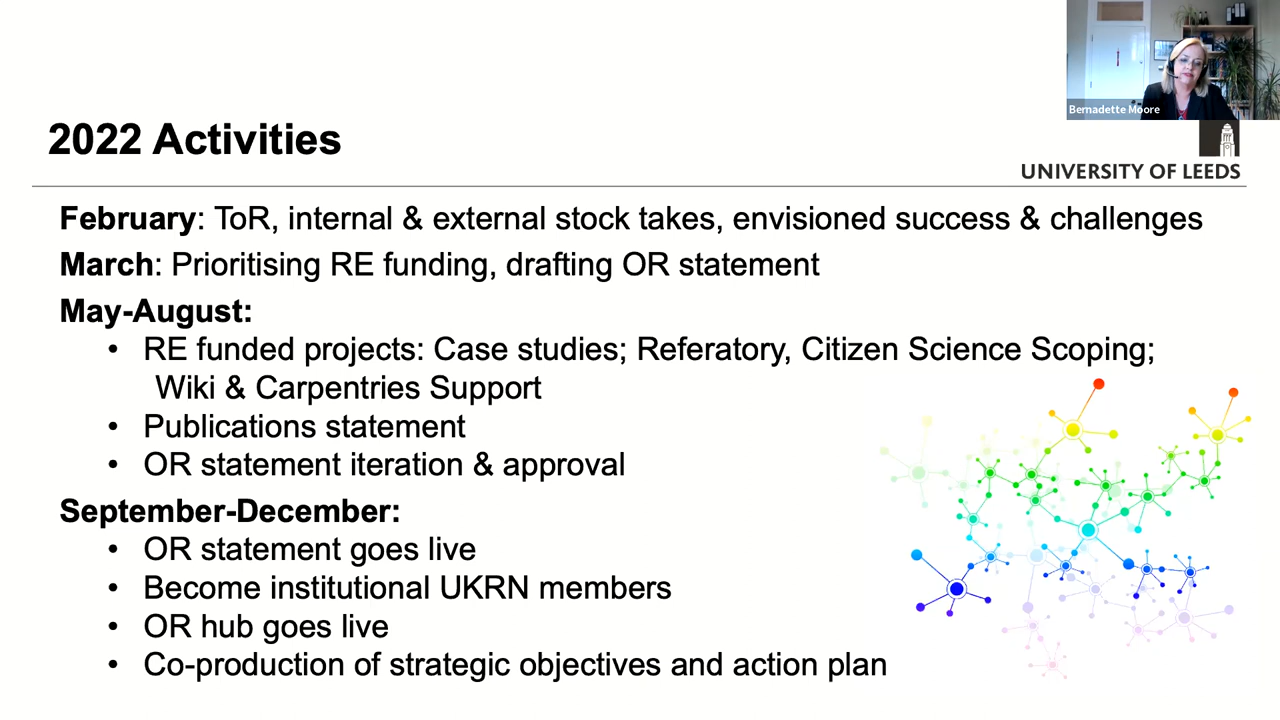 Bernadette Moore
2022 Activities
UNIVERSITY OF LEEDS
February: ToR, internal & external stock takes, envisioned success & challenges
March: Prioritising RE funding, drafting OR statement
May-August:
• RE funded projects: Case studies; Referatory, Citizen Science Scoping;
Wiki & Carpentries Support
• Publications statement
• OR statement iteration & approval
September-December:
• OR statement goes live
• Become institutional UKRN members
• OR hub goes live
• Co-production of strategic objectives and action plan